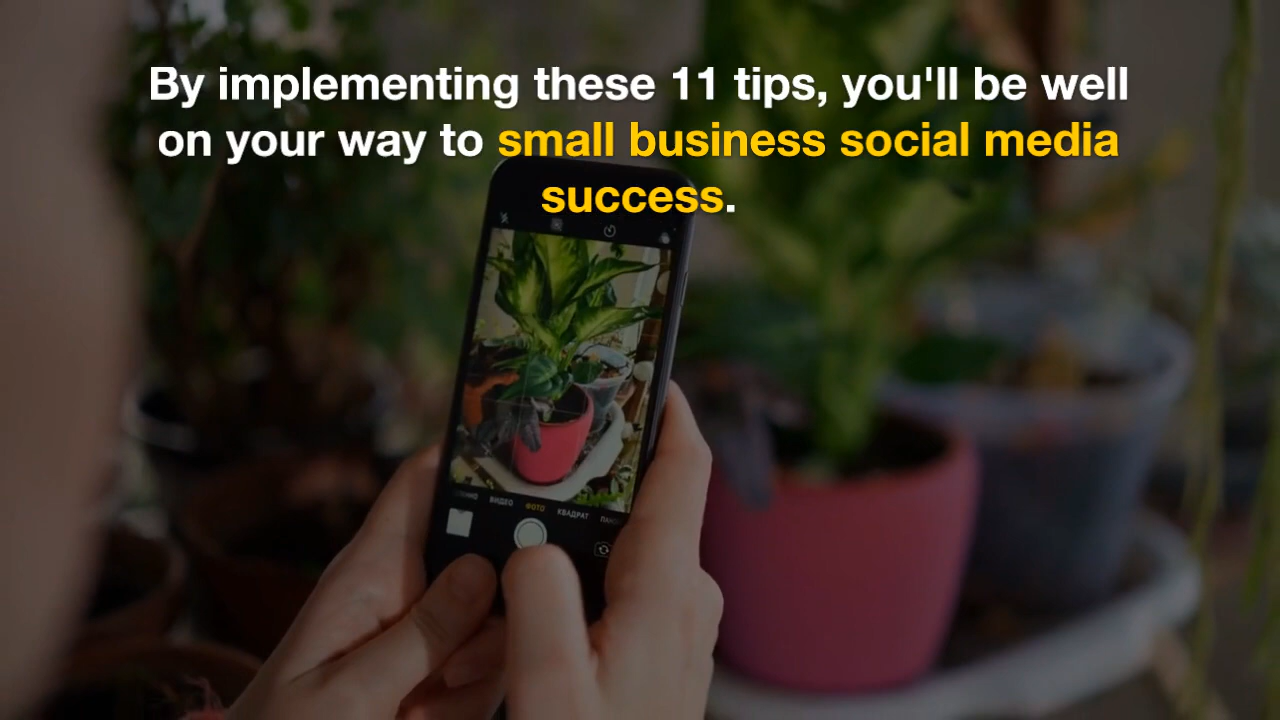 By implementing these 11 tips, you'll be well
on your way to small business social media
success.
ВИДЕО ФОТО КВАДРАТ